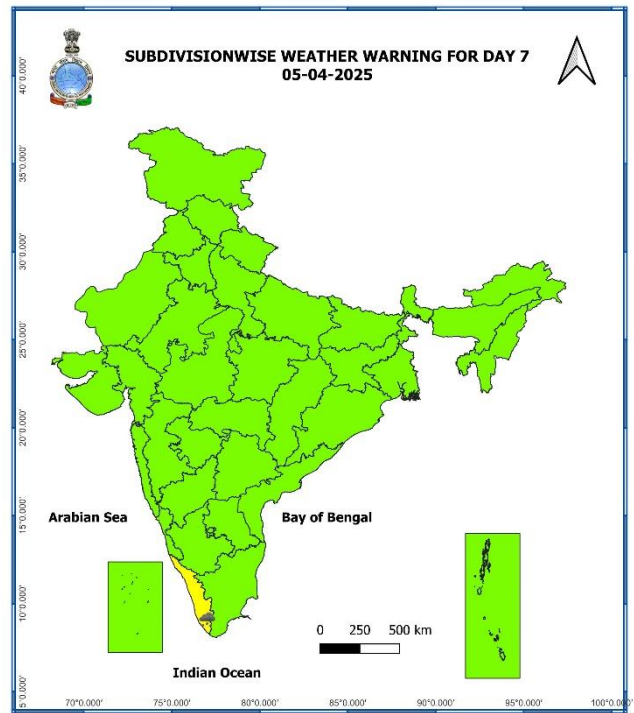 SUBDIVISIONWISE WEATHER WARNING FOR DAY 7
05-04-2025
40°0.000'
35°0.000'
30°0.000'
25°0.000'
20°0.000'
15°0.000'
10°0.000'
5°0.000'
Arabian Sea
Bay of Bengal
0 250 500 km
Indian Ocean
70°0.000' 75°0.000' 80°0.000' 85°0.000' 90°0.000' 95°0.000' 100°0.000'